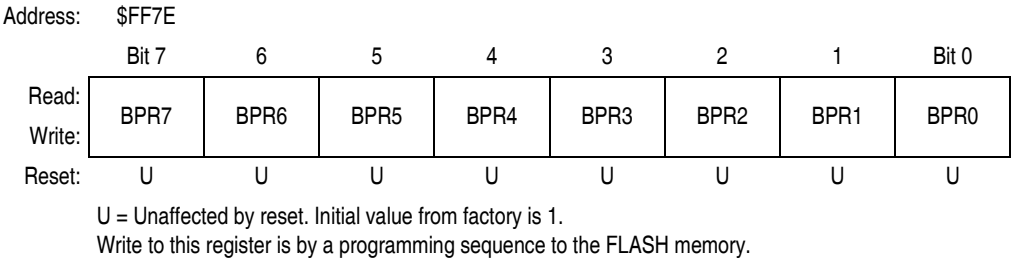 Address: $FF7E
Bit 7 6 5 4 3 2 1 Bit 0
Read:
BPR7 BPR6 BPR5 BPR4 BPR3 BPR2 BPR1 BPR0
Write:
Reset: U U U U U U U U
U = Unaffected by reset. Initial value from factory is 1.
Write to this register is by a programming sequence to the FLASH memory.